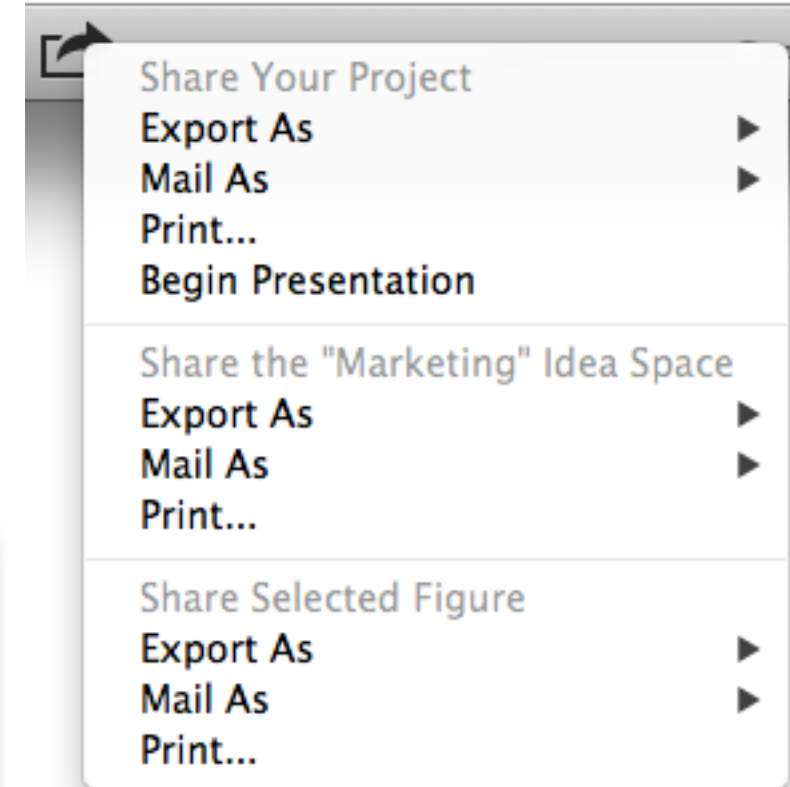 Share Your Project
Export As
Mail As
Print...
Begin Presentation
Share the "Marketing" Idea Space
Export As
Mail As
Print...
Share Selected Figure
Export As
Mail As
Print...